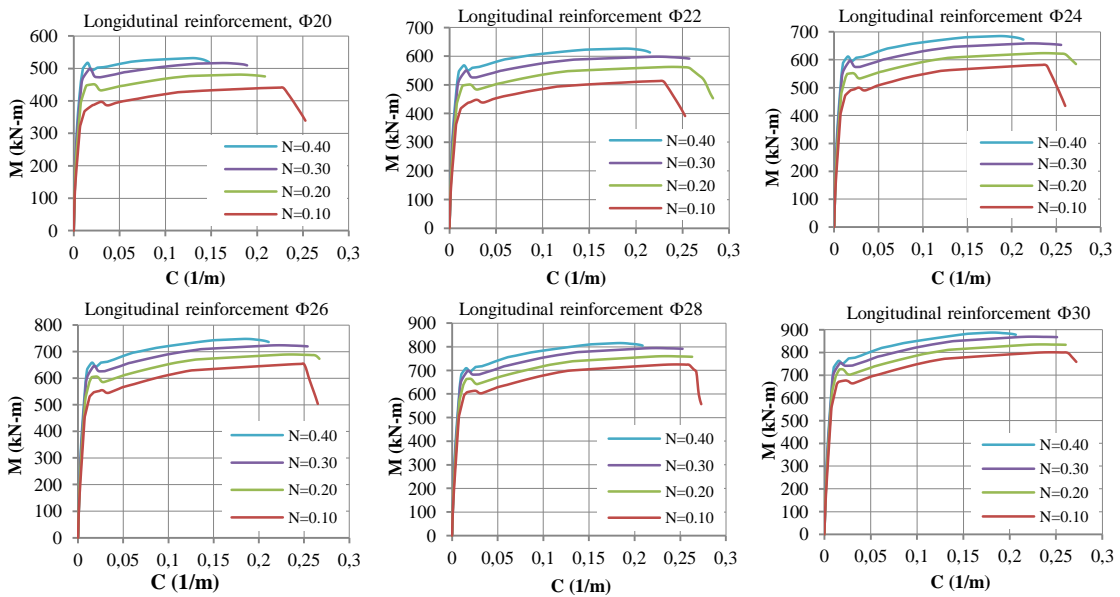 Longidutinal reinforcement, Φ20
M (kN-m)
600
500
400
300
200
100
0
0 0,05 0,1 0,15 0,2 0,25 0,3
C (1/m)
N=0.40
N=0.30
N=0.20
N=0.10
Longitudinal reinforcement Φ22
M (kN-m)
700
600
500
400
300
200
100
0
0 0,05 0,1 0,15 0,2 0,25 0,3
C (1/m)
N=0.40
N=0.30
N=0.20
N=0.10
Longitudinal reinforcement Φ24
M (kN-m)
700
600
500
400
300
200
100
0
0 0,05 0,1 0,15 0,2 0,25 0,3
C (1/m)
N=0.40
N=0.30
N=0.20
N=0.10
Longitudinal reinforcement Φ26
M (kN-m)
800
700
600
500
400
300
200
100
0
0 0,05 0,1 0,15 0,2 0,25 0,3
C (1/m)
N=0.40
N=0.30
N=0.20
N=0.10
Longitudinal reinforcement Φ28
M (kN-m)
900
800
700
600
500
400
300
200
100
0
0 0,05 0,1 0,15 0,2 0,25 0,3
C (1/m)
N=0.40
N=0.30
N=0.20
N=0.10
Longitudinal reinforcement Φ30
M (kN-m)
900
800
700
600
500
400
300
200
100
0
0 0,05 0,1 0,15 0,2 0,25 0,3
C (1/m)
N=0.40
N=0.30
N=0.20
N=0.10